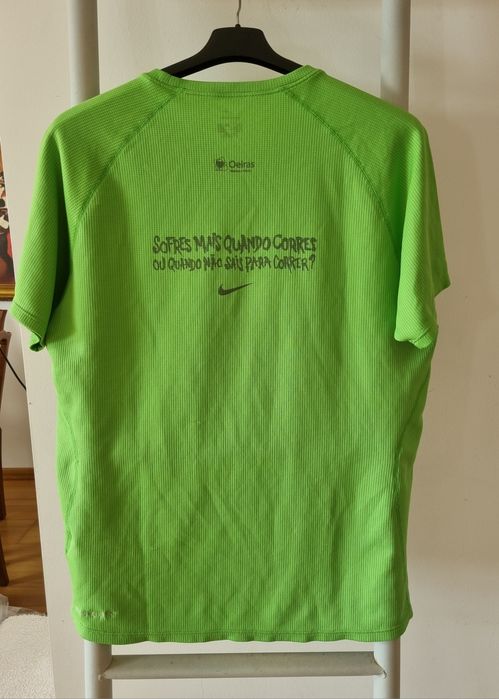 Oeiras
SOFRES MAIS QUANDO CORRES
OU QUANDO NÃO SAIS PARA CORRER?